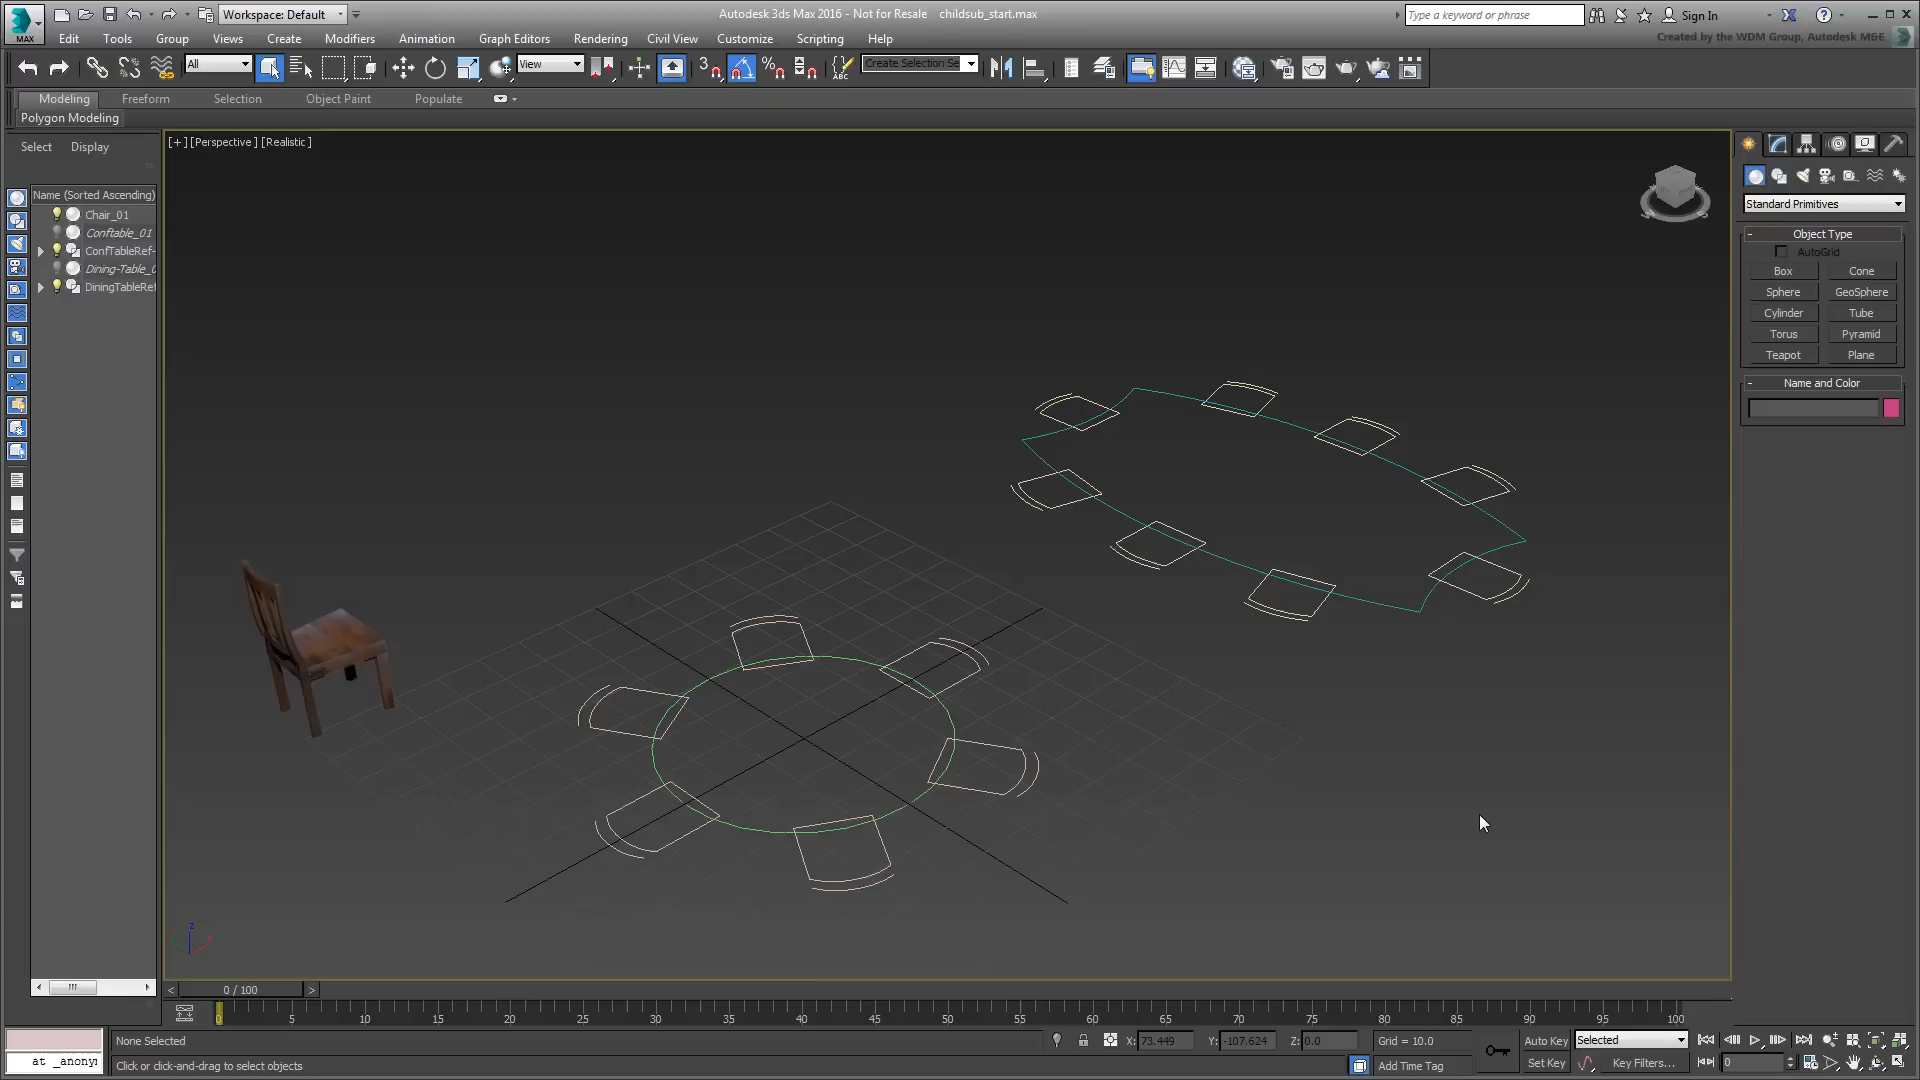 Workspace: Default
Autodesk 3ds Max 2016 - Not for Resale childsub_start.max
Type a keyword or phrase
Sign In
MAX
Edit Tools Group Views Create Modifiers Animation Graph Editors Rendering Civil View Customize Scripting Help
Created by the WDM Group, Autodesk M&E
All
View
3
ABC
Create Selection Se
Modeling Freeform Selection Object Paint Populate
Polygon Modeling
Select Display
[+] [Perspective] [Realistic]
Name (Sorted Ascending)
Chair_01
Conftable_01
ConfTableRef-
Dining-Table_0
DiningTableRef
Standard Primitives
- Object Type
AutoGrid
Box Cone
Sphere GeoSphere
Cylinder Tube
Torus Pyramid
Teapot Plane
- Name and Color
z
< 0 / 100 >
0 5 10 15 20 25 30 35 40 45 50 55 60 65 70 75 80 85 90 95 100
None Selected
X: 73.449 Y: -107.624 Z: 0.0 Grid = 10.0
Auto Key Selected
at _anonyı
Click or click-and-drag to select objects
Add Time Tag
Set Key Key Filters... 0